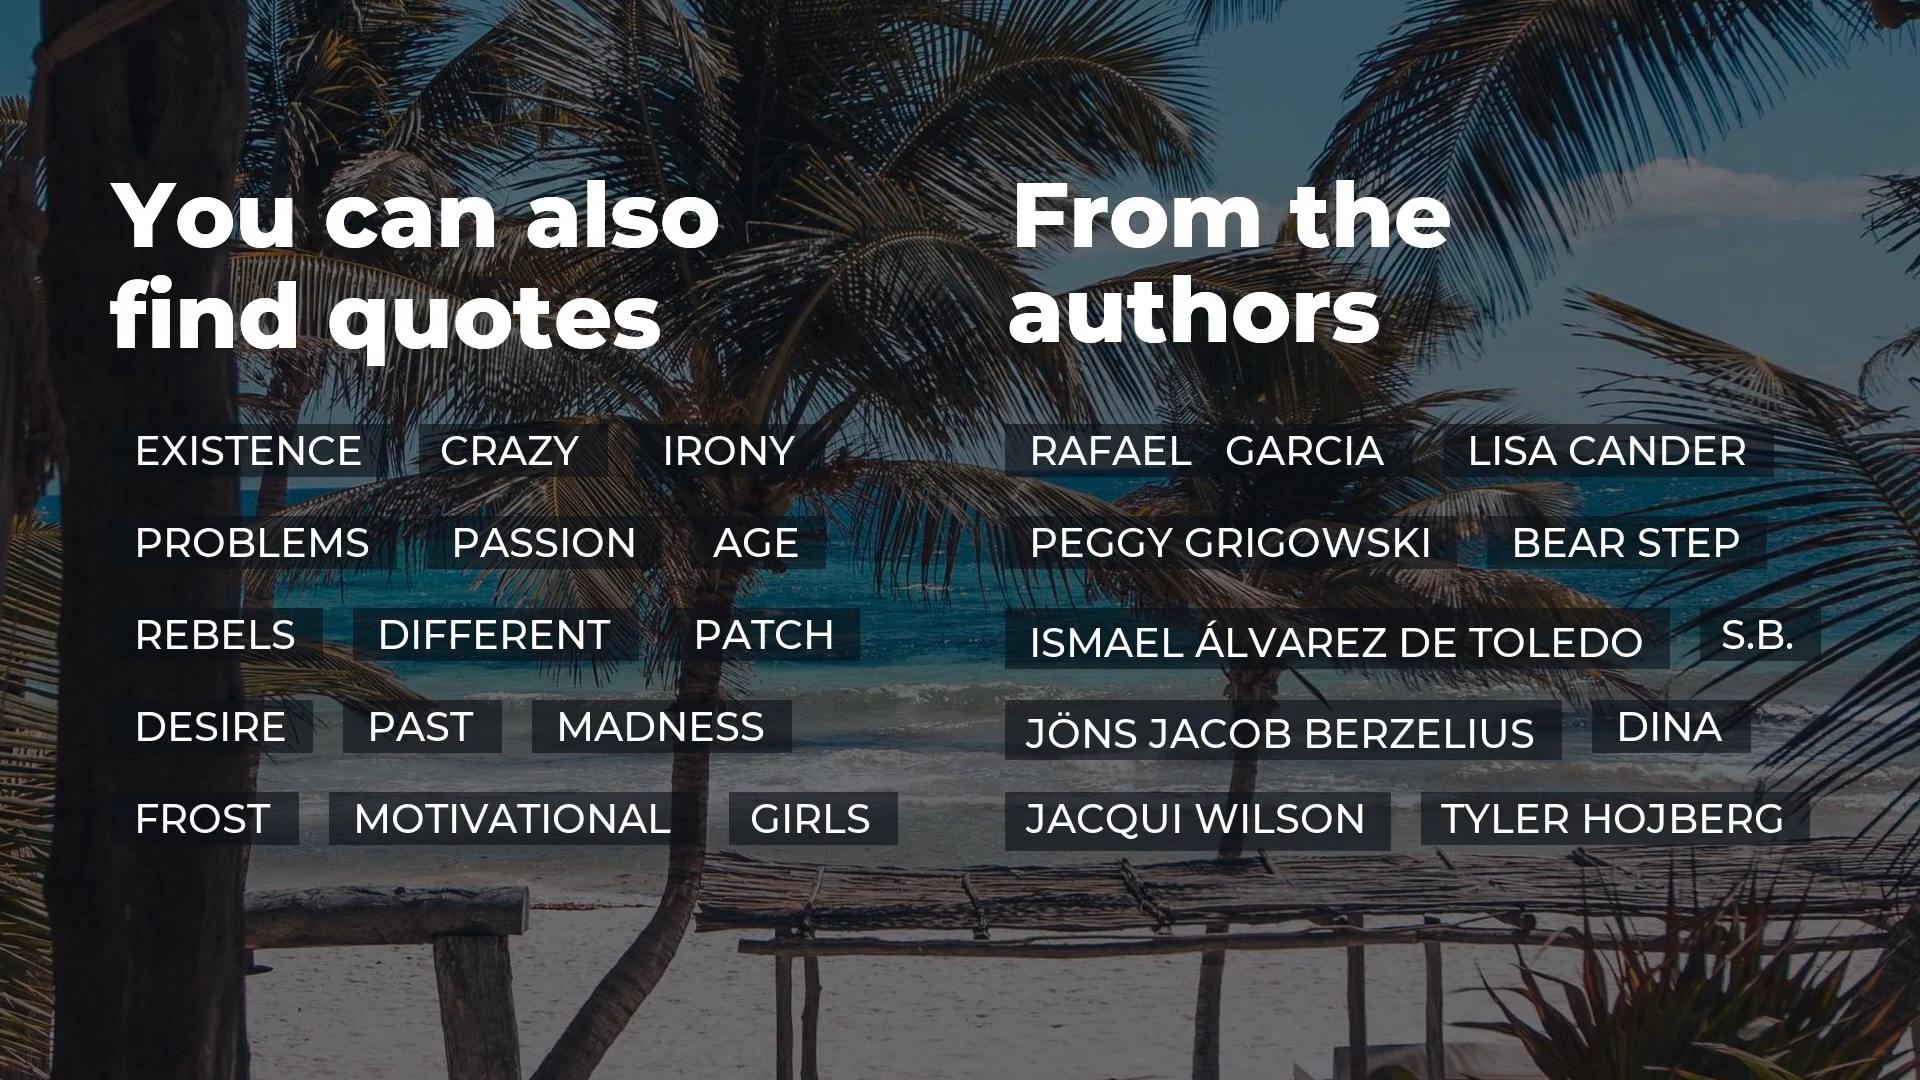 You can also
find quotes
EXISTENCE CRAZY IRONY
PROBLEMS PASSION AGE
REBELS DIFFERENT PATCH
DESIRE PAST MADNESS
FROST MOTIVATIONAL GIRLS
From the
authors
RAFAEL GARCIA LISA CANDER
PEGGY GRIGOWSKI BEAR STEP
ISMAEL ÁLVAREZ DE TOLEDO S.B.
JÖNS JACOB BERZELIUS DINA
JACQUI WILSON TYLER HOJBERG